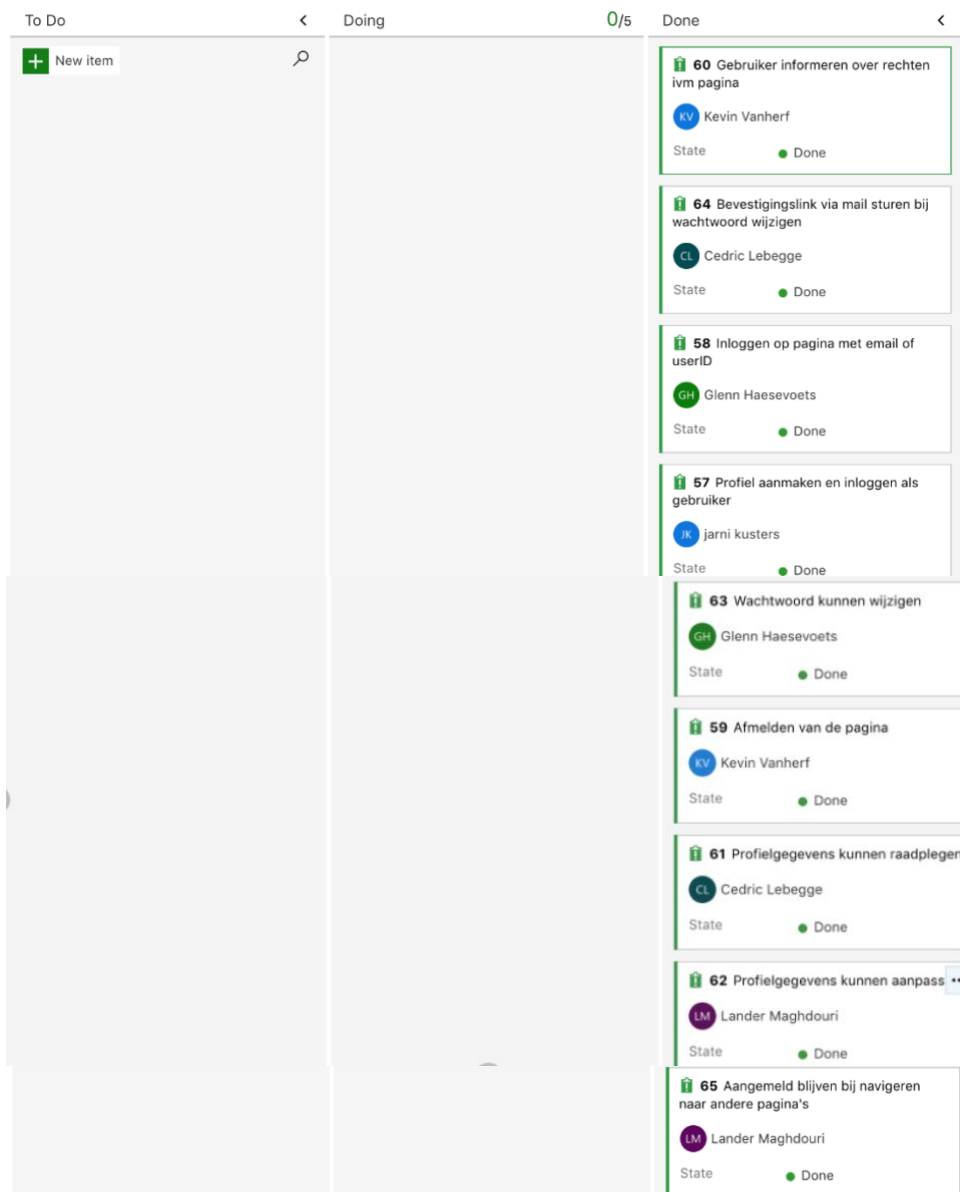 To Do
Doing
0/5
Done
New item
60 Gebruiker informeren over rechten
ivm pagina
KV Kevin Vanherf
State Done
64 Bevestigingslink via mail sturen bij
wachtwoord wijzigen
CL Cedric Lebegge
State Done
58 Inloggen op pagina met email of
userID
GH Glenn Haesevoets
State Done
57 Profiel aanmaken en inloggen als
gebruiker
JK jarni kusters
State Done
63 Wachtwoord kunnen wijzigen
GH Glenn Haesevoets
State Done
59 Afmelden van de pagina
KV Kevin Vanherf
State Done
61 Profielgegevens kunnen raadplegen
CL Cedric Lebegge
State Done
62 Profielgegevens kunnen aanpass
LM Lander Maghdouri
State Done
65 Aangemeld blijven bij navigeren
naar andere pagina's
LM Lander Maghdouri
State Done